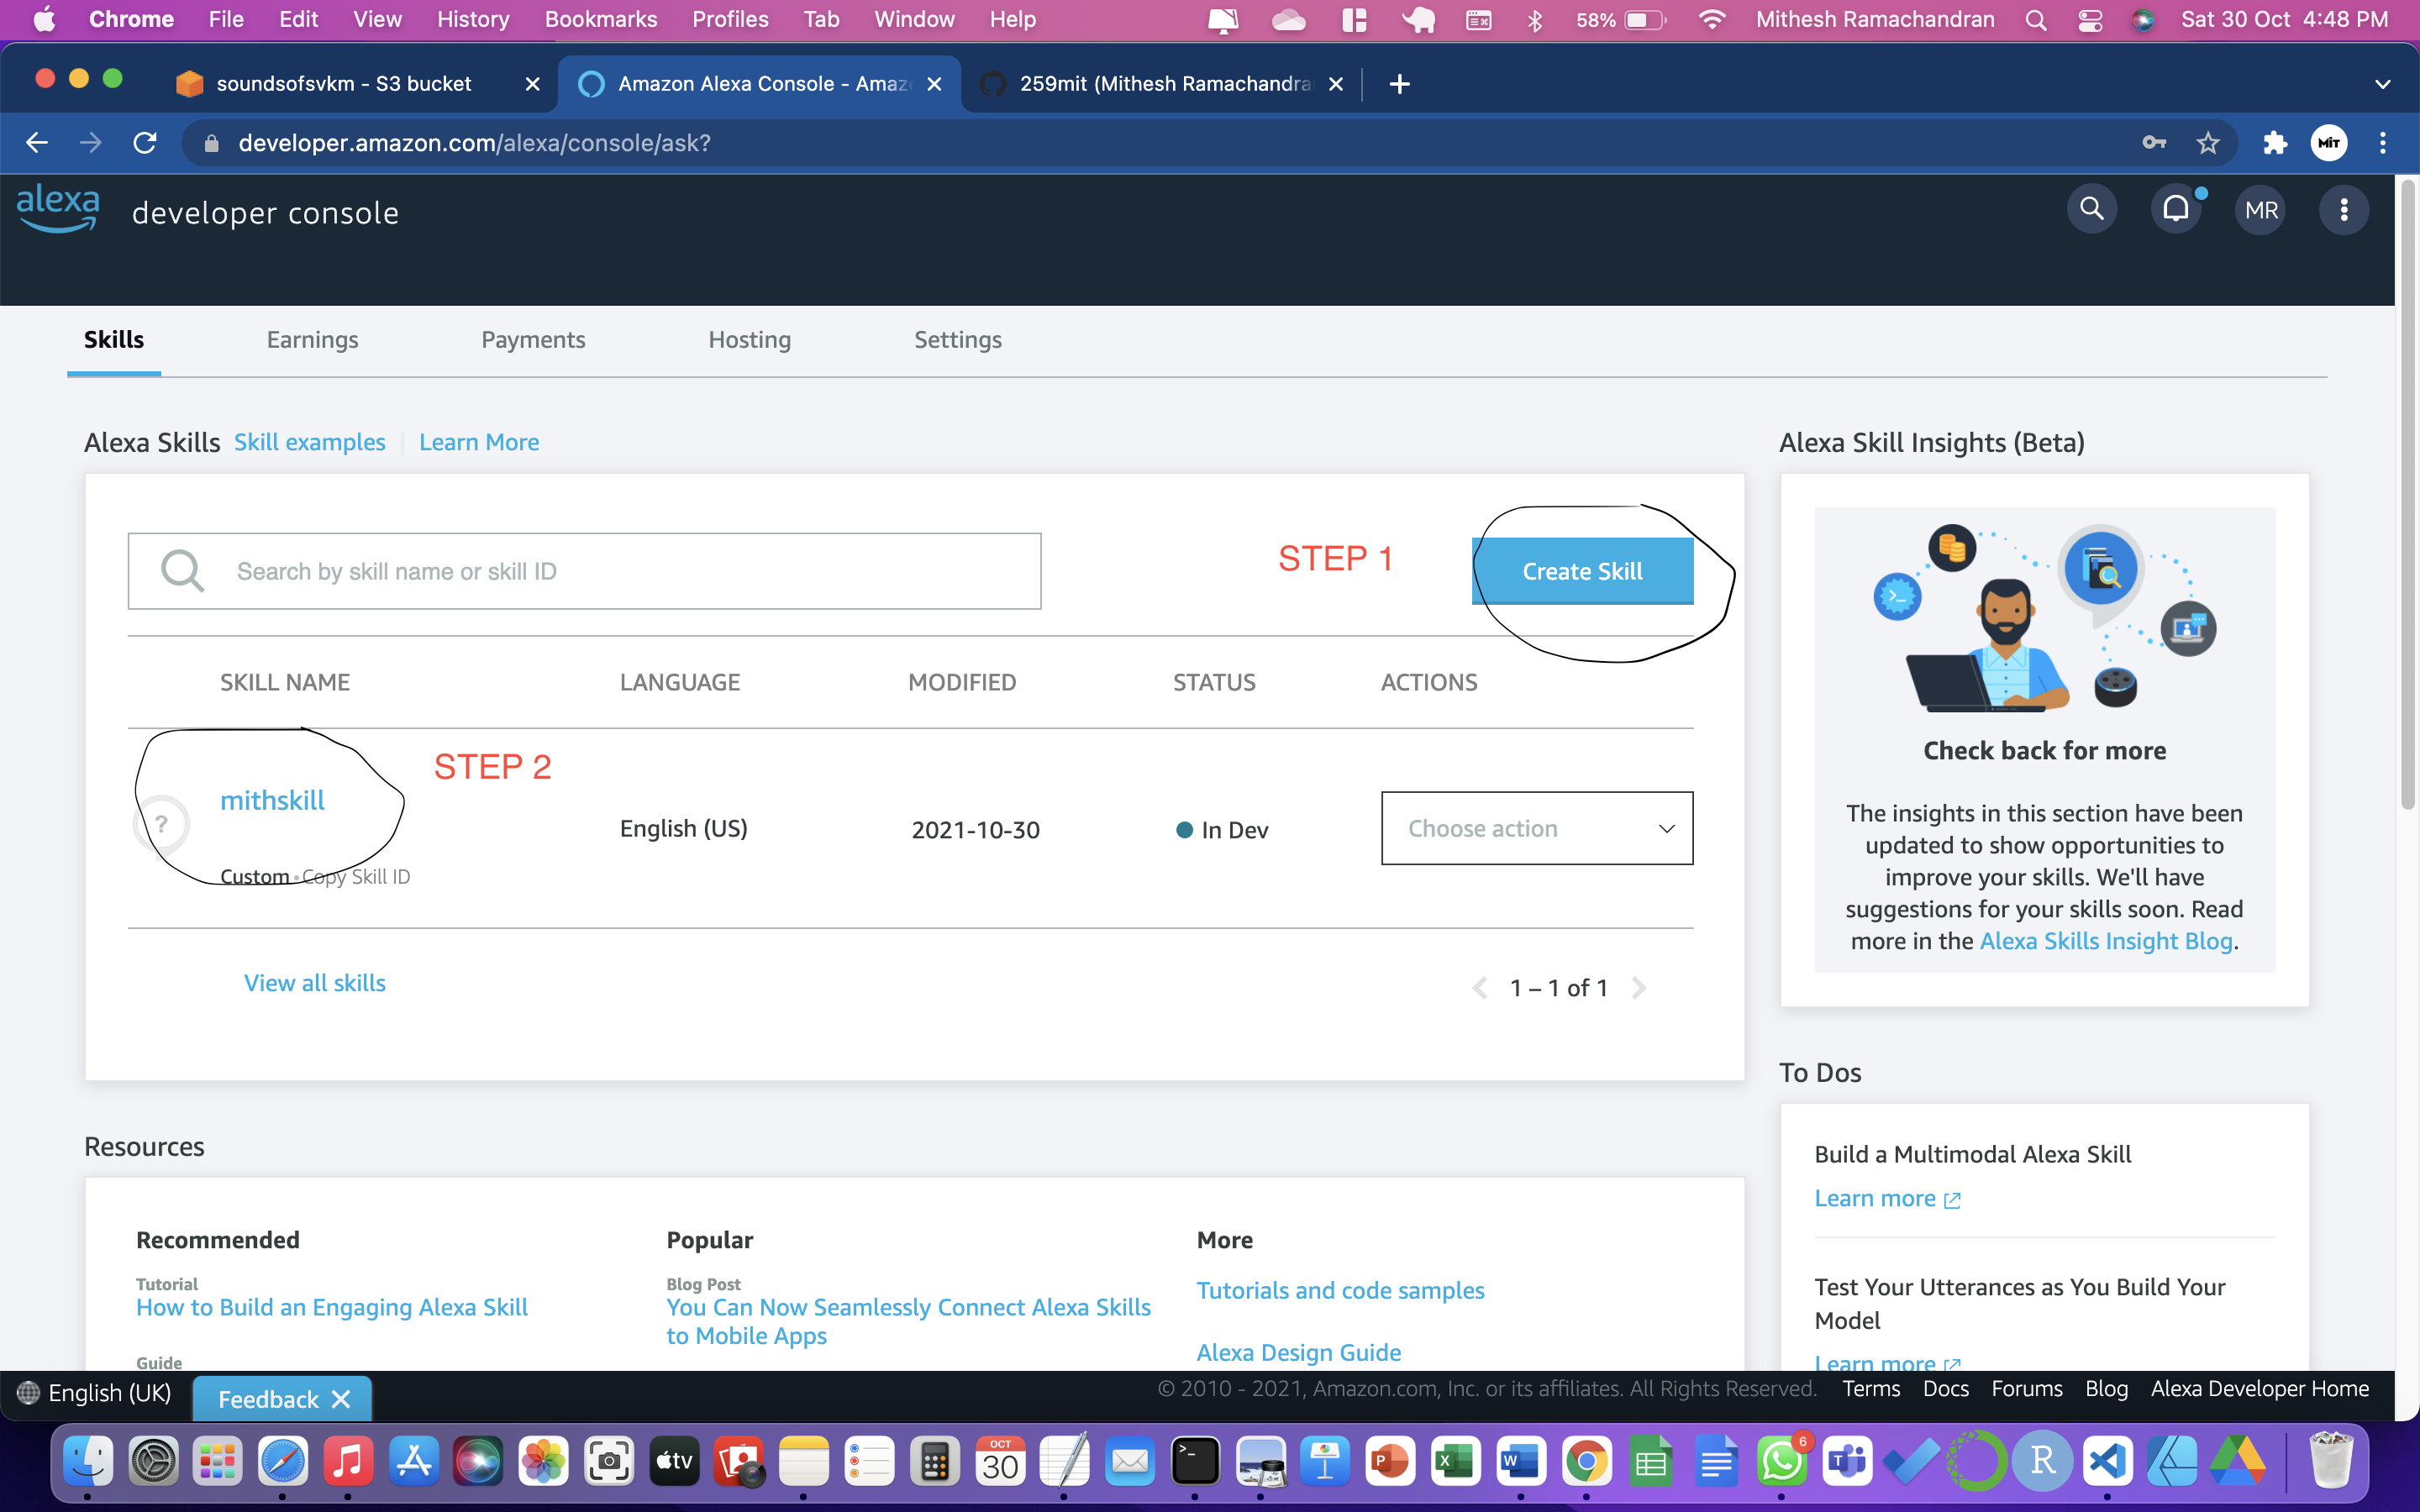 Chrome File Edit View History Bookmarks Profiles Tab Window Help 58% Mithesh Ramachandran Sat 30 Oct 4:48 PM
soundsofsvkm - S3 bucket Amazon Alexa Console - Amaz 259mit (Mithesh Ramachandra
developer.amazon.com/alexa/console/ask? MiT
alexa developer console MR
Skills Earnings Payments Hosting Settings
Alexa Skills Skill examples Learn More
Search by skill name or skill ID
STEP 1
Create Skill
SKILL NAME LANGUAGE MODIFIED STATUS ACTIONS
STEP 2
?
mithskill
English (US) 2021-10-30 In Dev Choose action
Custom • Copy Skill ID
View all skills
1 – 1 of 1
Alexa Skill Insights (Beta)
Check back for more
The insights in this section have been
updated to show opportunities to
improve your skills. We'll have
suggestions for your skills soon. Read
more in the Alexa Skills Insight Blog.
To Dos
Build a Multimodal Alexa Skill
Learn more
Test Your Utterances as You Build Your
Model
Learn more
Resources
Recommended
Tutorial
How to Build an Engaging Alexa Skill
Guide
Popular
Blog Post
You Can Now Seamlessly Connect Alexa Skills
to Mobile Apps
More
Tutorials and code samples
Alexa Design Guide
English (UK) Feedback
© 2010 - 2021, Amazon.com, Inc. or its affiliates. All Rights Reserved. Terms Docs Forums Blog Alexa Developer Home
tv OCT 30 >_ P X W 6 T R